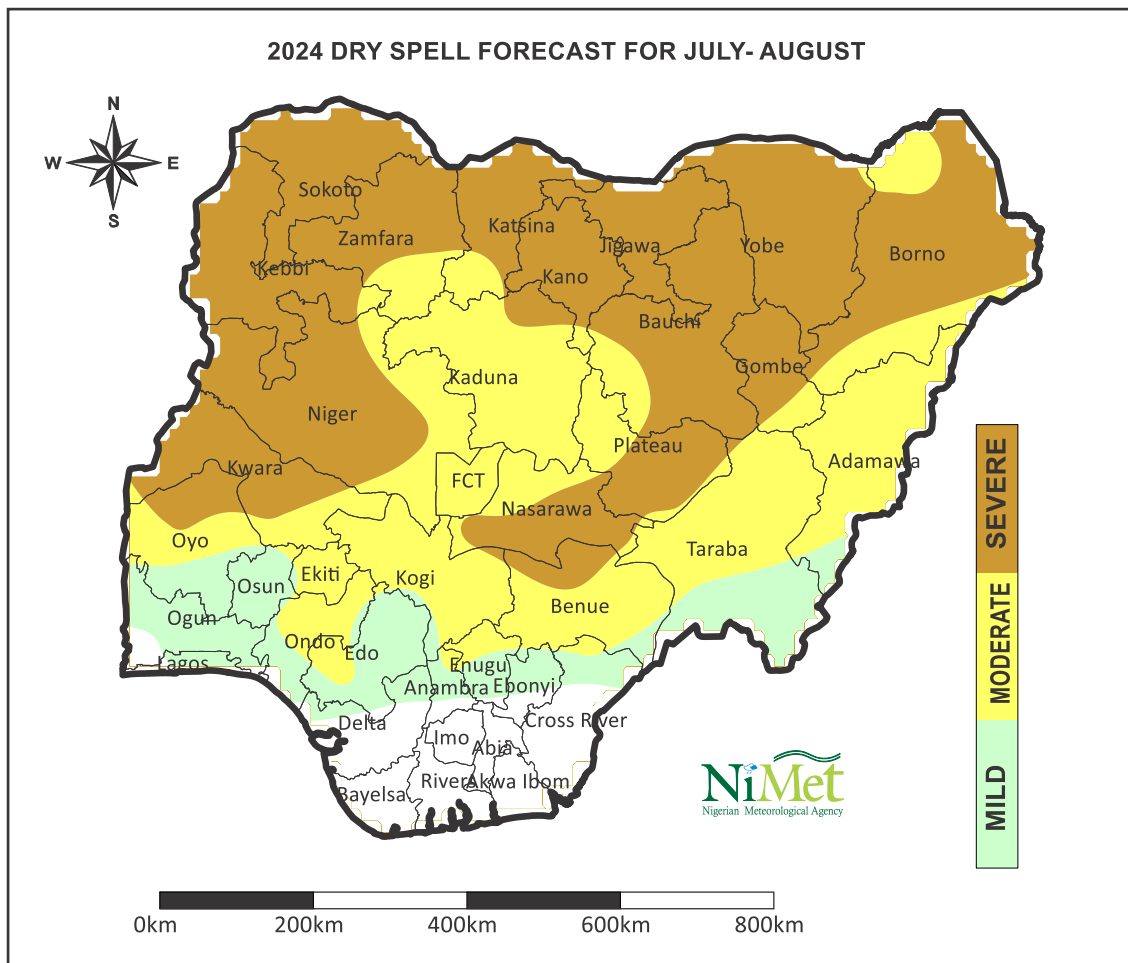 2024 DRY SPELL FORECAST FOR JULY- AUGUST
N
W E
S
Sokoto
Katsina
Zamfara
Jigawa
Yobe
Borno
Kebbi
Kano
Bauchi
Gombe
Kaduna
Niger
Plateau
Adamawa
Kwara
FCT
Nasarawa
Oyo
Taraba
Ekiti
Kogi
Osun
Benue
Ogun
Ondo
Edo
Lagos
Enugu
Anambra
Ebonyi
Delta
Cross River
Imo
Abia
Rivers
Akwa Ibom
Bayelsa
SEVERE
MODERATE
MILD
NiMet
Nigerian Meteorological Agency
0km 200km 400km 600km 800km